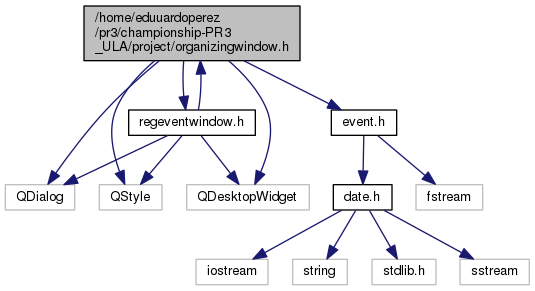 /home/eduuardoperez
/pr3/championship-PR3
_ULA/project/organizingwindow.h
regeventwindow.h
event.h
QDialog
QStyle
QDesktopWidget
date.h
fstream
iostream
string
stdlib.h
sstream